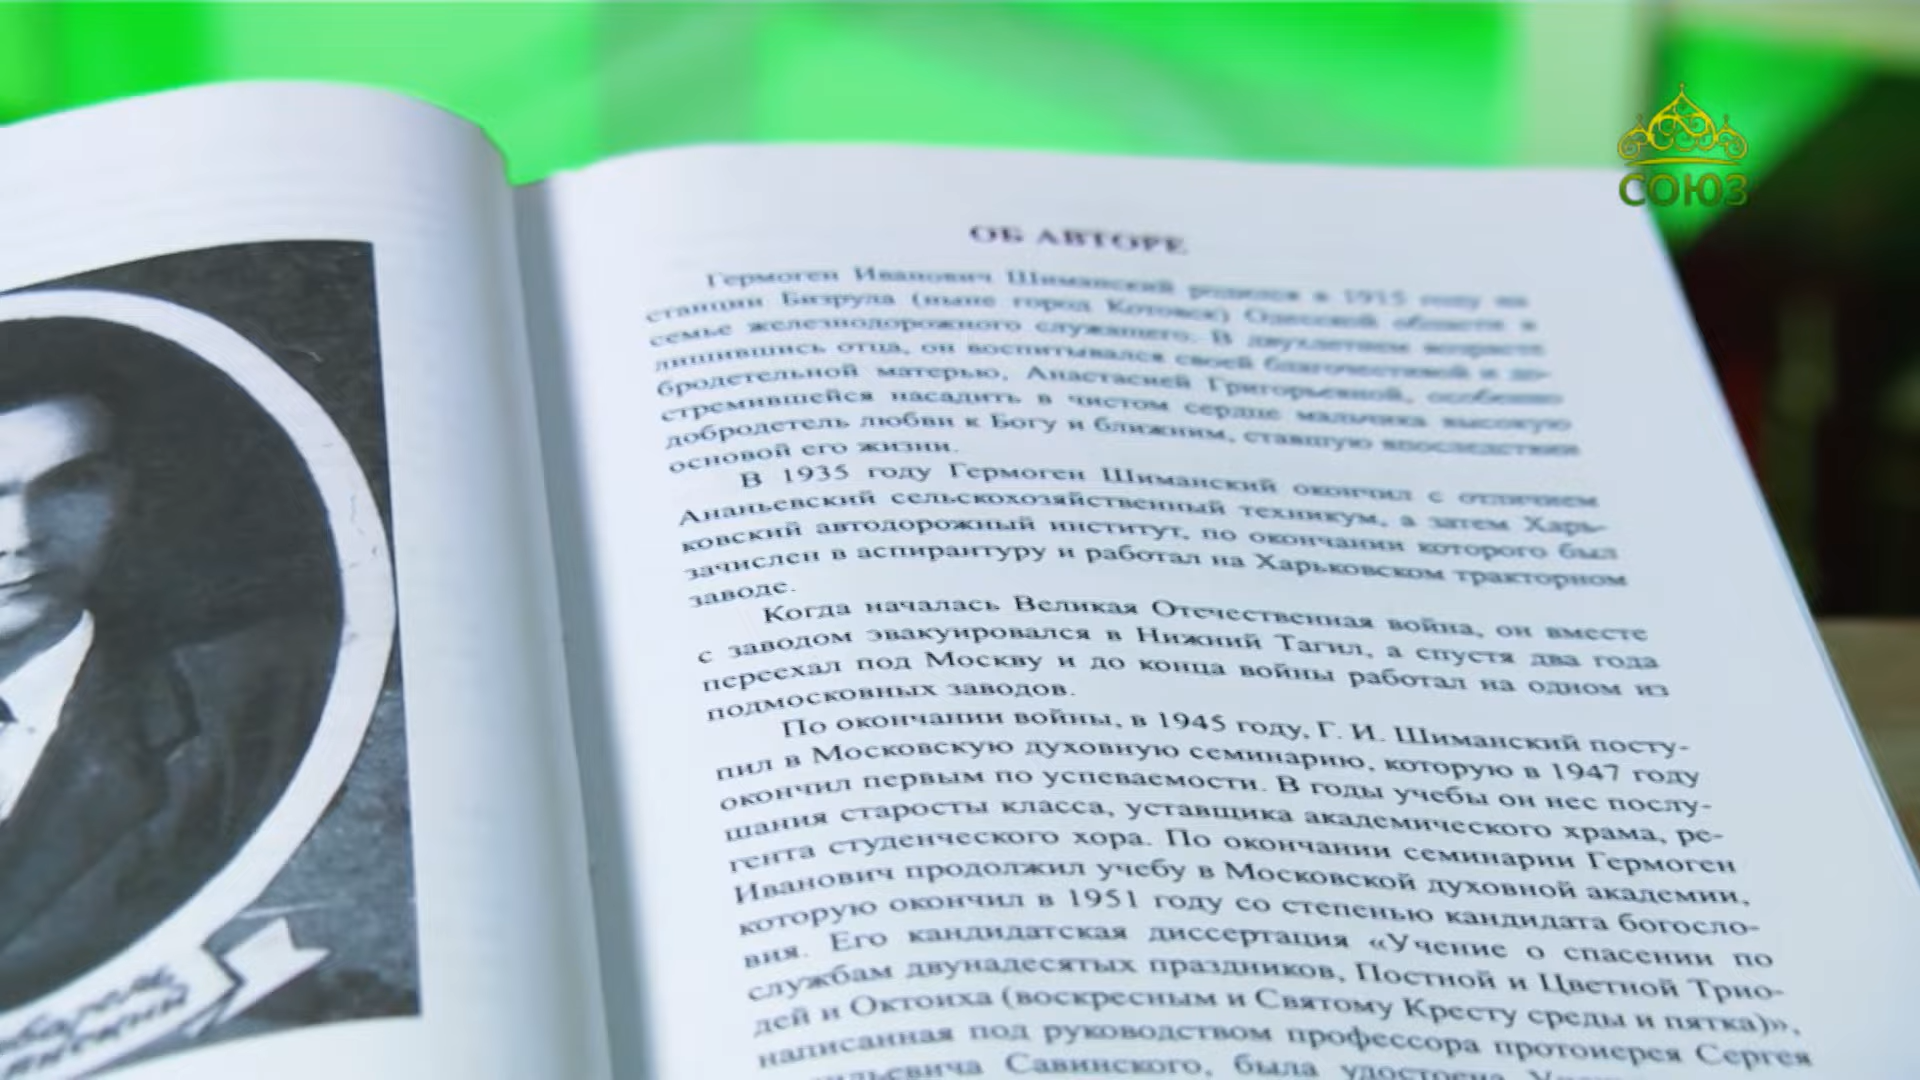 СОЮЗ
ОБ АВТОРЕ
Гермоген Иванович Шиманский родился в 1915 году на
станции Бизрула (ныне город Котовск) Одесской области в
семье железнодорожного служащего. В двухлетнем возрасте
лишившись отца, он воспитывался своей благочестивой и до-
бродетельной матерью, Анастасией Григорьевной, особенно
стремившейся насадить в чистом сердце мальчика высокую
добродетель любви к Богу и ближним, ставшую впоследствии
основой его жизни.
В 1935 году Гермоген Шиманский окончил с отличием
Ананьевский сельскохозяйственный техникум, а затем Харь-
ковский автодорожный институт, по окончании которого был
зачислен в аспирантуру и работал на Харьковском тракторном
заводе.
Когда началась Великая Отечественная война, он вместе
с заводом эвакуировался в Нижний Тагил, а спустя два года
переехал под Москву и до конца войны работал на одном из
подмосковных заводов.
По окончании войны, в 1945 году, Г. И. Шиманский посту-
пил в Московскую духовную семинарию, которую в 1947 году
окончил первым по успеваемости. В годы учебы он нес послу-
шания старосты класса, уставщика академического храма, ре-
гента студенческого хора. По окончании семинарии Гермоген
Иванович продолжил учебу в Московской духовной академии,
которую окончил в 1951 году со степенью кандидата богосло-
вия. Его кандидатская диссертация «Учение о спасении по
службам двунадесятых праздников, Постной и Цветной Трио-
дей и Октоиха (воскресным и Святому Кресту среды и пятка)»,
написанная под руководством профессора протоиерея Сергея
Савинского, была удостоена